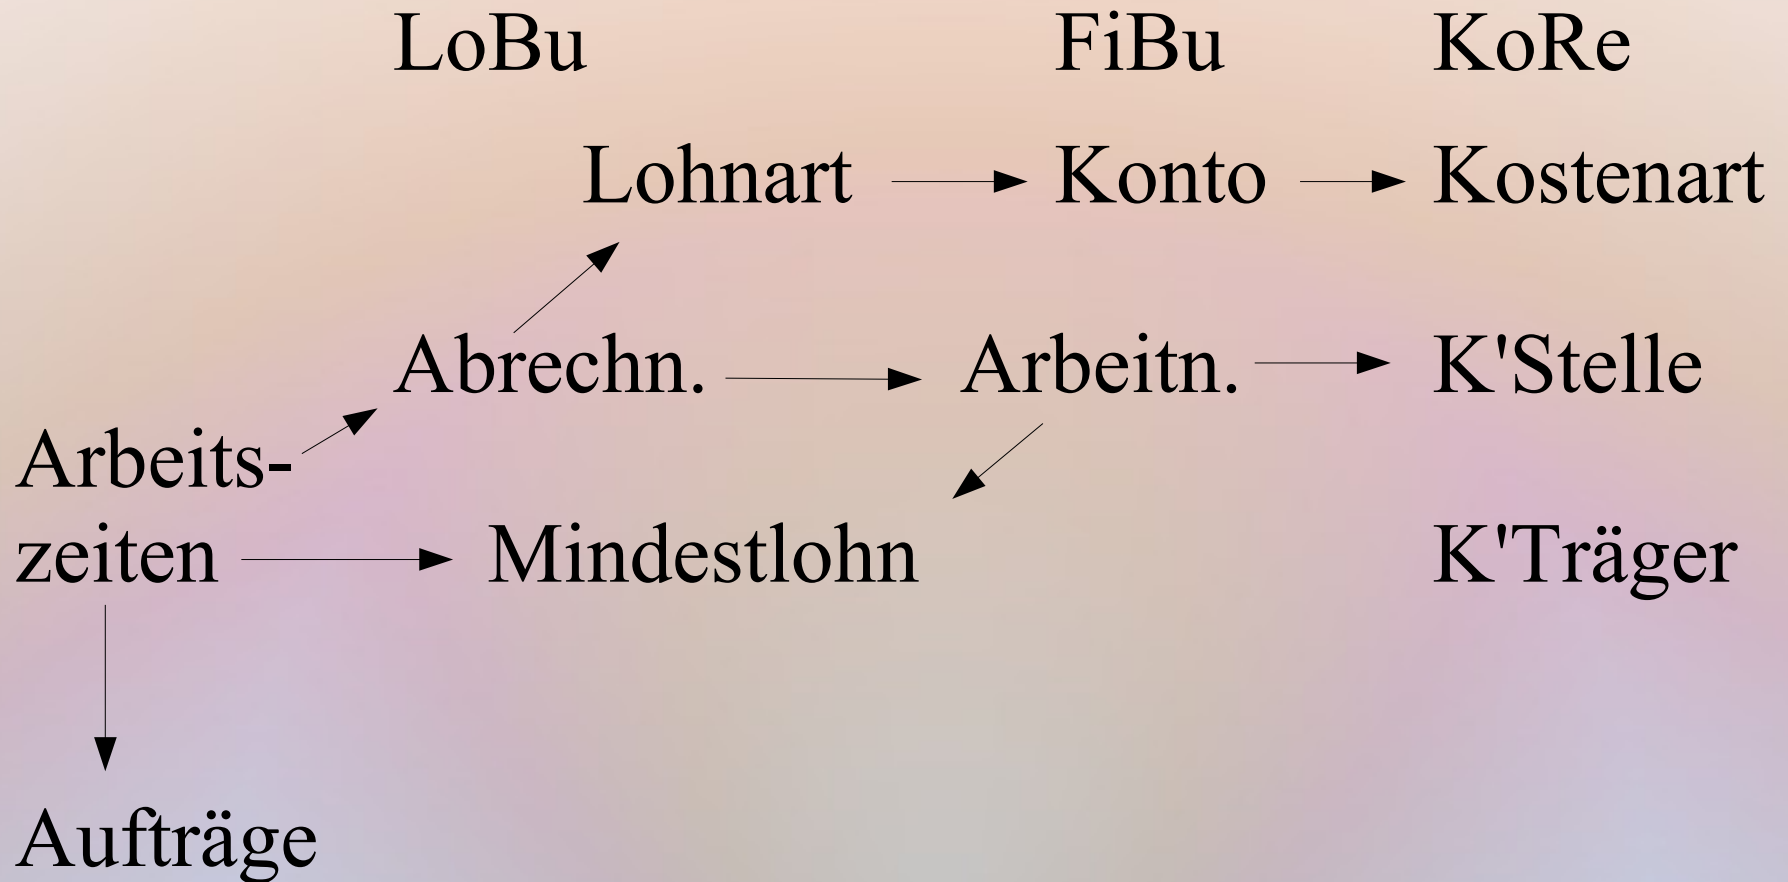 LoBu FiBu KoRe
Lohnart Konto Kostenart
Abrechn. Arbeitn. K'Stelle
Arbeits-
zeiten Mindestlohn K'Träger
Aufträge